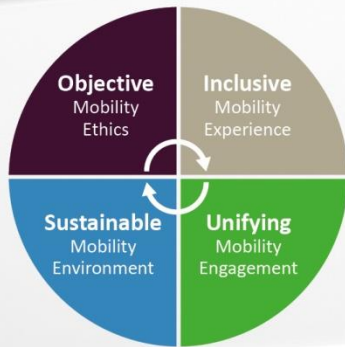 Objective
Mobility
Ethics
Inclusive
Mobility
Experience
Sustainable
Mobility
Environment
Unifying
Mobility
Engagement